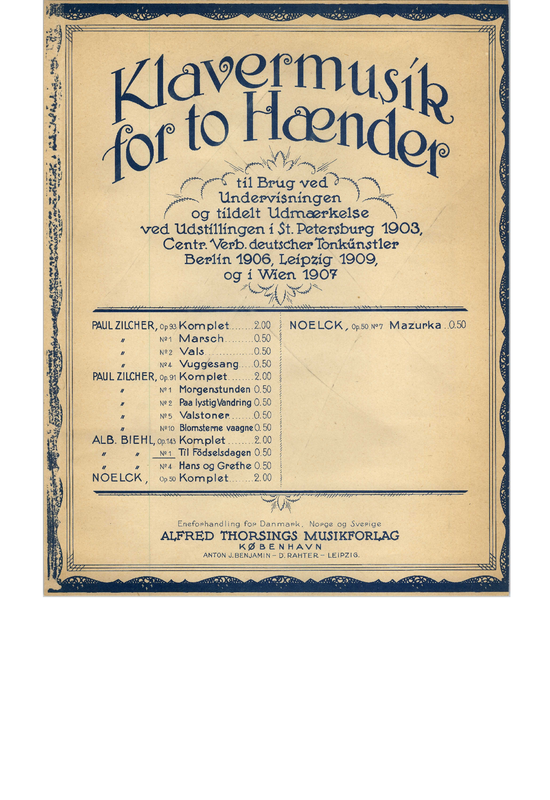 Klavermusik
for to Hænder
til Brug ved
Undervisningen
og tildelt Udmærkelse
ved Udstillingen i St. Petersburg 1903,
Centr. Verb. deutscher Tonkünstler
Berlin 1906, Leipzig 1909,
og i Wien 1907
PAUL ZILCHER, Op. 93 Komplet........2.00
„ Nº 1 Marsch........0.50
„ Nº 2 Vals........0.50
„ Nº 4 Vuggesang....0.50
PAUL ZILCHER, Op. 91 Komplet........2.00
„ Nº 1 Morgenstunden 0.50
„ Nº 2 Paa lystig Vandring 0.50
„ Nº 5 Valstoner......0.50
„ Nº 10 Blomsterne vaagne 0.50
ALB. BIEHL, Op. 145 Komplet........2.00
„ „ Nº 1 Til Födselsdagen 0.50
„ „ Nº 4 Hans og Grethe 0.50
NOELCK, Op. 50 Komplet........2.00
NOELCK, Op. 50 Nº 7 Mazurka..0.50
Eneforhandling for Danmark, Norge og Sverige
ALFRED THORSINGS MUSIKFORLAG
KØBENHAVN
ANTON J. BENJAMIN – D. RAHTER – LEIPZIG.